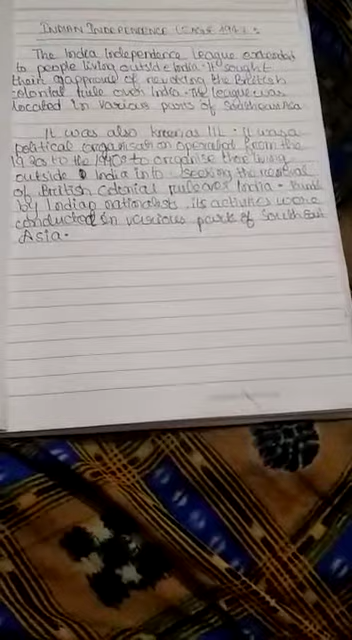 INDIAN INDEPENDENCE LEAGUE 1942 :
The India Independence League extended
to people living outside India. It sought
their approval of removing the British
colonial rule over India. The league was
located in various parts of Southeast Asia
It was also known as IIL. It was a
political organisation operated from the
1920s to the 1940s to organise those living
outside India into seeking the removal
of British colonial rule over India.
by Indian nationalists, its activities were
conducted in various parts of South east
Asia.